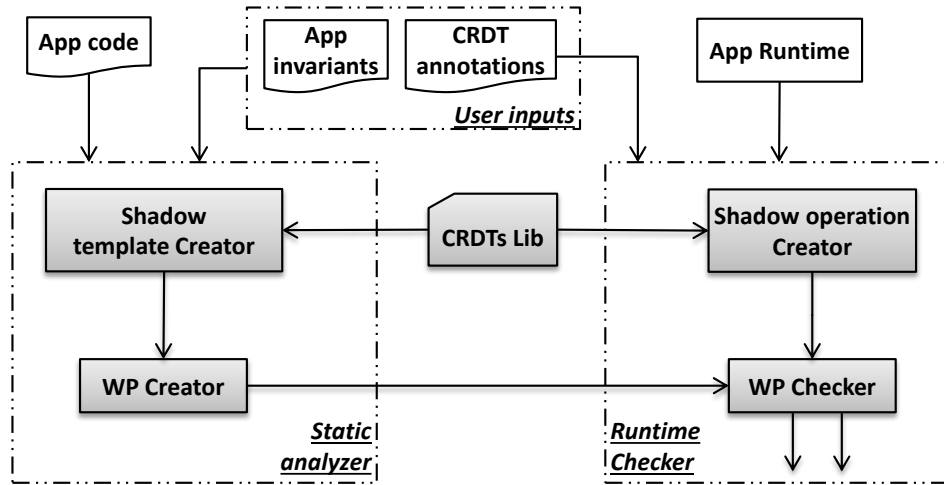 App code
App
invariants
CRDT
annotations
User inputs
App Runtime
Shadow
template Creator
CRDTs Lib
Shadow operation
Creator
WP Creator
WP Checker
Static
analyzer
Runtime
Checker